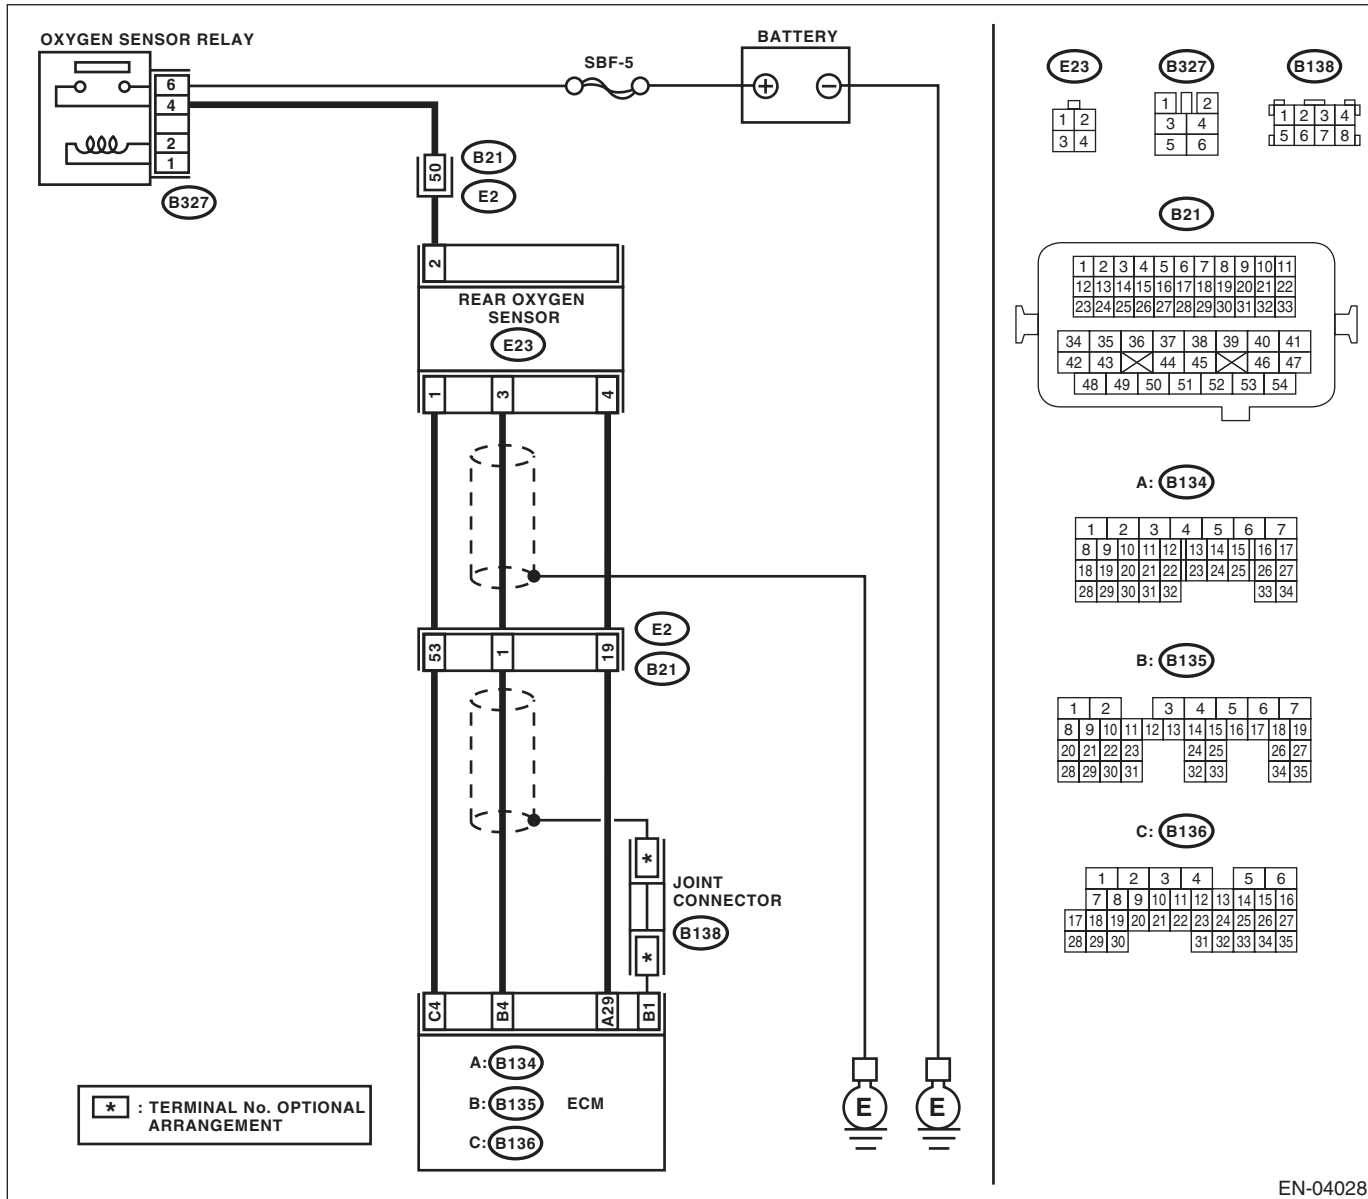 OXYGEN SENSOR RELAY
6
4
2
1
B327
SBF-5
BATTERY
+
−
50
B21
E2
2
REAR OXYGEN
SENSOR
E23
1 3 4
E2
53 1 19
B21
*
JOINT
CONNECTOR
B138
*
C4 B4 A29 B1
A: B134
B: B135 ECM
C: B136
* : TERMINAL No. OPTIONAL
ARRANGEMENT
E E
E23
1 2
3 4
B327
1 2
3 4
5 6
B138
1 2 3 4
5 6 7 8
B21
1 2 3 4 5 6 7 8 9 10 11
12 13 14 15 16 17 18 19 20 21 22
23 24 25 26 27 28 29 30 31 32 33
34 35 36 37 38 39 40 41
42 43 44 45 46 47
48 49 50 51 52 53 54
A: B134
1 2 3 4 5 6 7
8 9 10 11 12 13 14 15 16 17
18 19 20 21 22 23 24 25 26 27
28 29 30 31 32 33 34
B: B135
1 2 3 4 5 6 7
8 9 10 11 12 13 14 15 16 17 18 19
20 21 22 23 24 25 26 27
28 29 30 31 32 33 34 35
C: B136
1 2 3 4 5 6
7 8 9 10 11 12 13 14 15 16
17 18 19 20 21 22 23 24 25 26 27
28 29 30 31 32 33 34 35
EN-04028